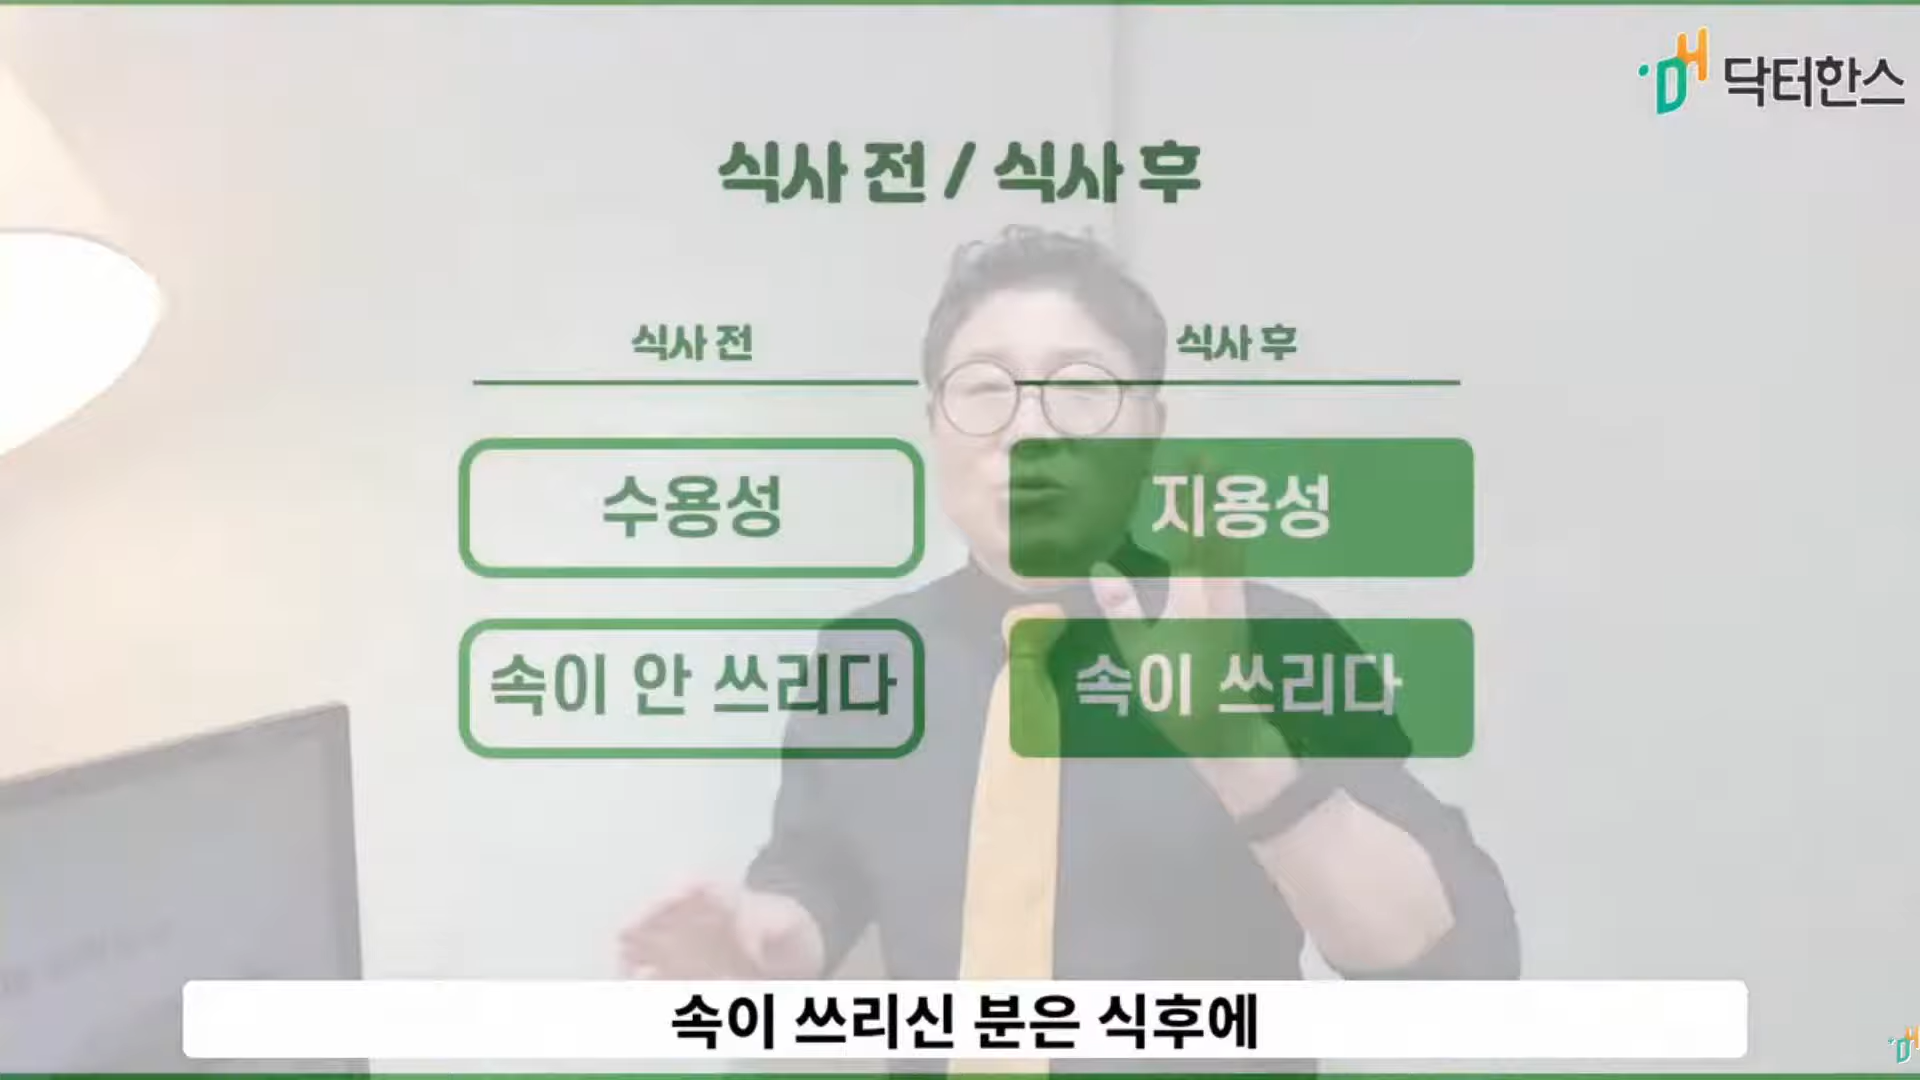 닥터한스
식사 전 / 식사 후
식사 전
식사 후
수용성
지용성
속이 안 쓰리다
속이 쓰리다
속이 쓰리신 분은 식후에